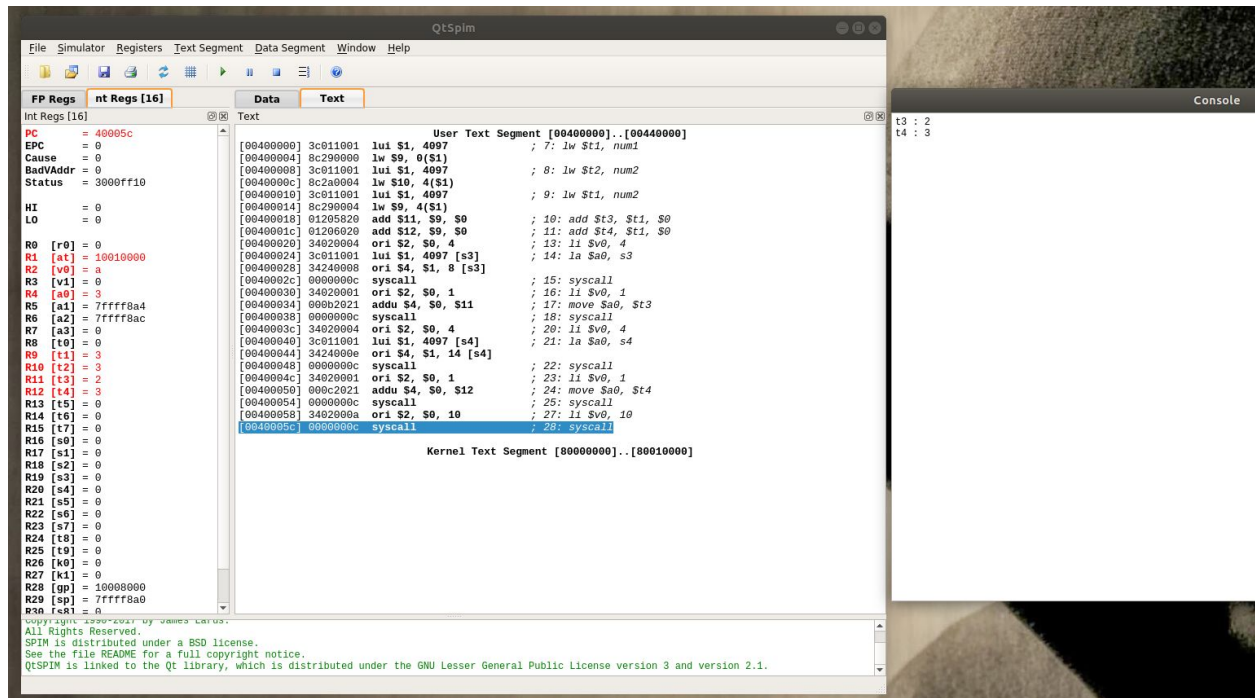 QtSpim
File Simulator Registers Text Segment Data Segment Window Help
FP Regs nt Regs [16] Data Text
Int Regs [16]
PC = 40005c
EPC = 0
Cause = 0
BadVAddr = 0
Status = 3000ff10
HI = 0
LO = 0
R0 [r0] = 0
R1 [at] = 10010000
R2 [v0] = a
R3 [v1] = 0
R4 [a0] = 3
R5 [a1] = 7ffff8a4
R6 [a2] = 7ffff8ac
R7 [a3] = 0
R8 [t0] = 0
R9 [t1] = 3
R10 [t2] = 3
R11 [t3] = 2
R12 [t4] = 3
R13 [t5] = 0
R14 [t6] = 0
R15 [t7] = 0
R16 [s0] = 0
R17 [s1] = 0
R18 [s2] = 0
R19 [s3] = 0
R20 [s4] = 0
R21 [s5] = 0
R22 [s6] = 0
R23 [s7] = 0
R24 [t8] = 0
R25 [t9] = 0
R26 [k0] = 0
R27 [k1] = 0
R28 [gp] = 10008000
R29 [sp] = 7ffff8a0
R30 [s8] = 0
Text
User Text Segment [00400000]..[00440000]
[00400000] 3c011001 lui $1, 4097 ; 7: lw $t1, num1
[00400004] 8c290000 lw $9, 0($1)
[00400008] 3c011001 lui $1, 4097 ; 8: lw $t2, num2
[0040000c] 8c2a0004 lw $10, 4($1)
[00400010] 3c011001 lui $1, 4097 ; 9: lw $t1, num2
[00400014] 8c290004 lw $9, 4($1)
[00400018] 01205820 add $11, $9, $0 ; 10: add $t3, $t1, $0
[0040001c] 01206020 add $12, $9, $0 ; 11: add $t4, $t1, $0
[00400020] 34020004 ori $2, $0, 4 ; 13: li $v0, 4
[00400024] 3c011001 lui $1, 4097 [s3] ; 14: la $a0, s3
[00400028] 34240008 ori $4, $1, 8 [s3]
[0040002c] 0000000c syscall ; 15: syscall
[00400030] 34020001 ori $2, $0, 1 ; 16: li $v0, 1
[00400034] 000b2021 addu $4, $0, $11 ; 17: move $a0, $t3
[00400038] 0000000c syscall ; 18: syscall
[0040003c] 34020004 ori $2, $0, 4 ; 20: li $v0, 4
[00400040] 3c011001 lui $1, 4097 [s4] ; 21: la $a0, s4
[00400044] 3424000e ori $4, $1, 14 [s4]
[00400048] 0000000c syscall ; 22: syscall
[0040004c] 34020001 ori $2, $0, 1 ; 23: li $v0, 1
[00400050] 000c2021 addu $4, $0, $12 ; 24: move $a0, $t4
[00400054] 0000000c syscall ; 25: syscall
[00400058] 3402000a ori $2, $0, 10 ; 27: li $v0, 10
[0040005c] 0000000c syscall ; 28: syscall
Kernel Text Segment [80000000]..[80010000]
Copyright 1990-2017 by James Larus.
All Rights Reserved.
SPIM is distributed under a BSD license.
See the file README for a full copyright notice.
QtSPIM is linked to the Qt library, which is distributed under the GNU Lesser General Public License version 3 and version 2.1.
Console
t3 : 2
t4 : 3